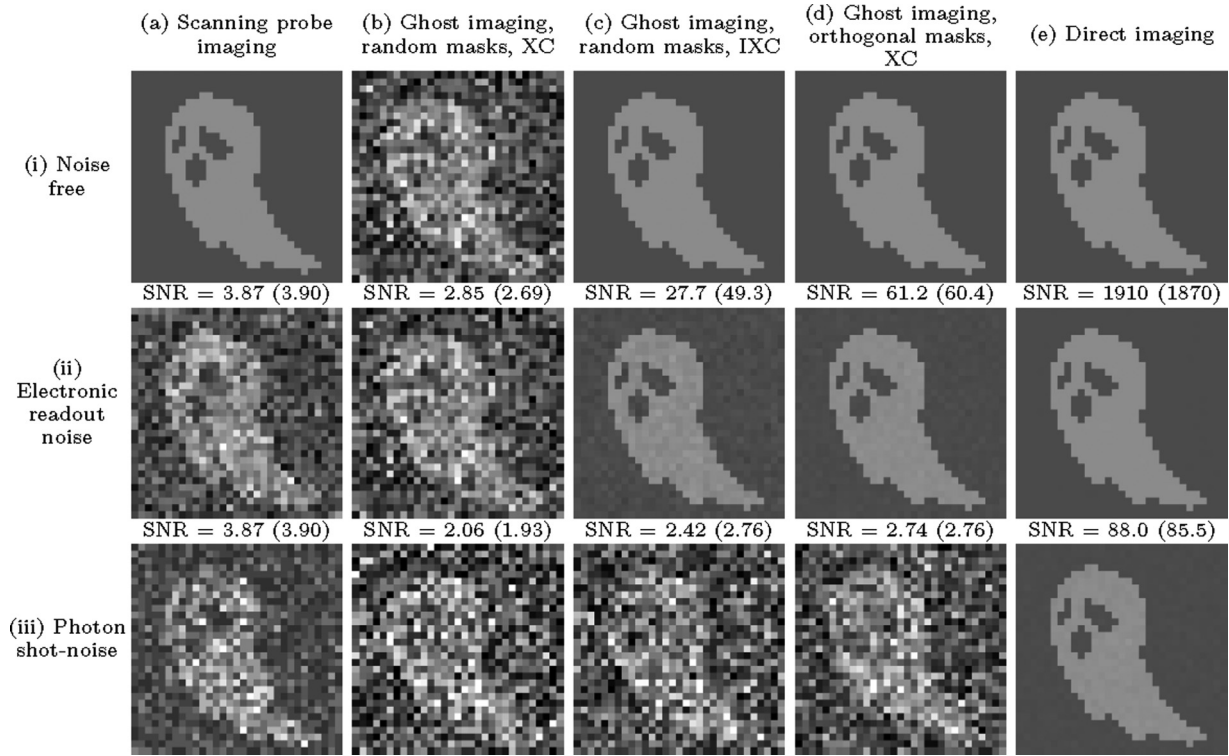 (a) Scanning probe
imaging
(b) Ghost imaging,
random masks, XC
(c) Ghost imaging,
random masks, IXC
(d) Ghost imaging,
orthogonal masks,
XC
(e) Direct imaging
(i) Noise
free
SNR = 3.87 (3.90)
SNR = 2.85 (2.69)
SNR = 27.7 (49.3)
SNR = 61.2 (60.4)
SNR = 1910 (1870)
(ii)
Electronic
readout
noise
SNR = 3.87 (3.90)
SNR = 2.06 (1.93)
SNR = 2.42 (2.76)
SNR = 2.74 (2.76)
SNR = 88.0 (85.5)
(iii) Photon
shot-noise